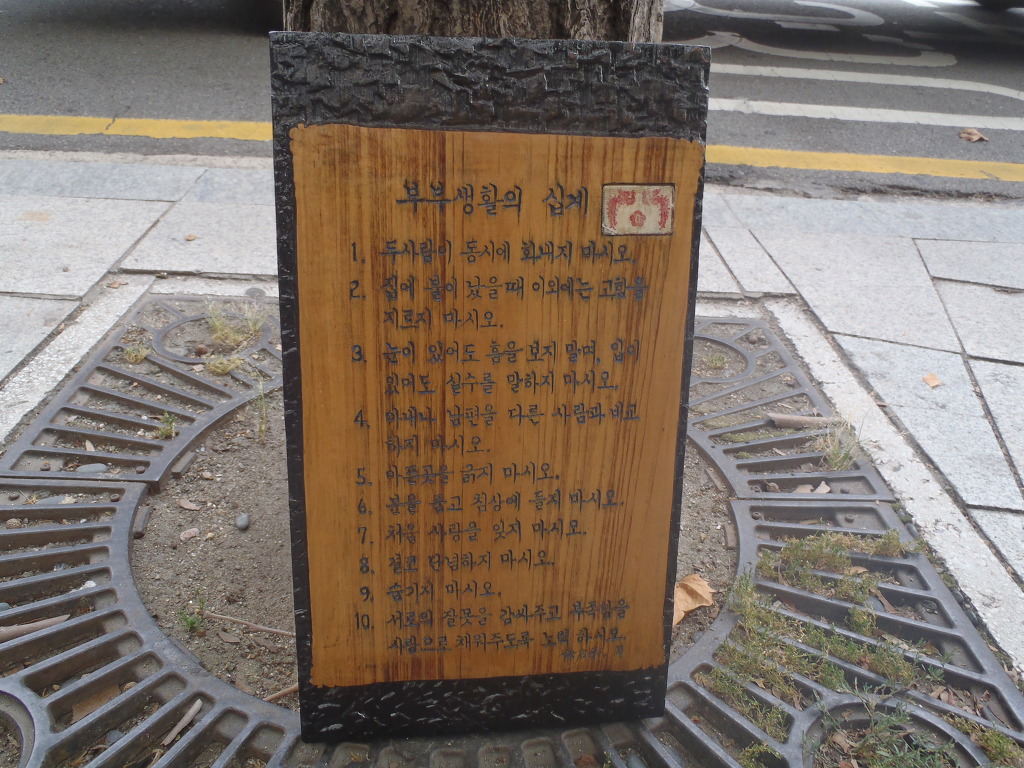 부부생활의 십계
1. 두사람이 동시에 화내지 마시오.
2. 집에 불이 났을때 이외에는 고함을
지르지 마시오.
3. 눈이 있어도 흠을 보지 말며, 입이
있어도 실수를 말하지 마시오.
4. 아내나 남편을 다른 사람과 비교
하지 마시오.
5. 아픈곳을 긁지 마시오.
6. 분을 품고 침상에 들지 마시오.
7. 처음 사랑을 잊지 마시오.
8. 결코 단념하지 마시오.
9. 숨기지 마시오.
10. 서로의 잘못을 감싸주고 부족함을
사랑으로 채워주도록 노력 하시오.